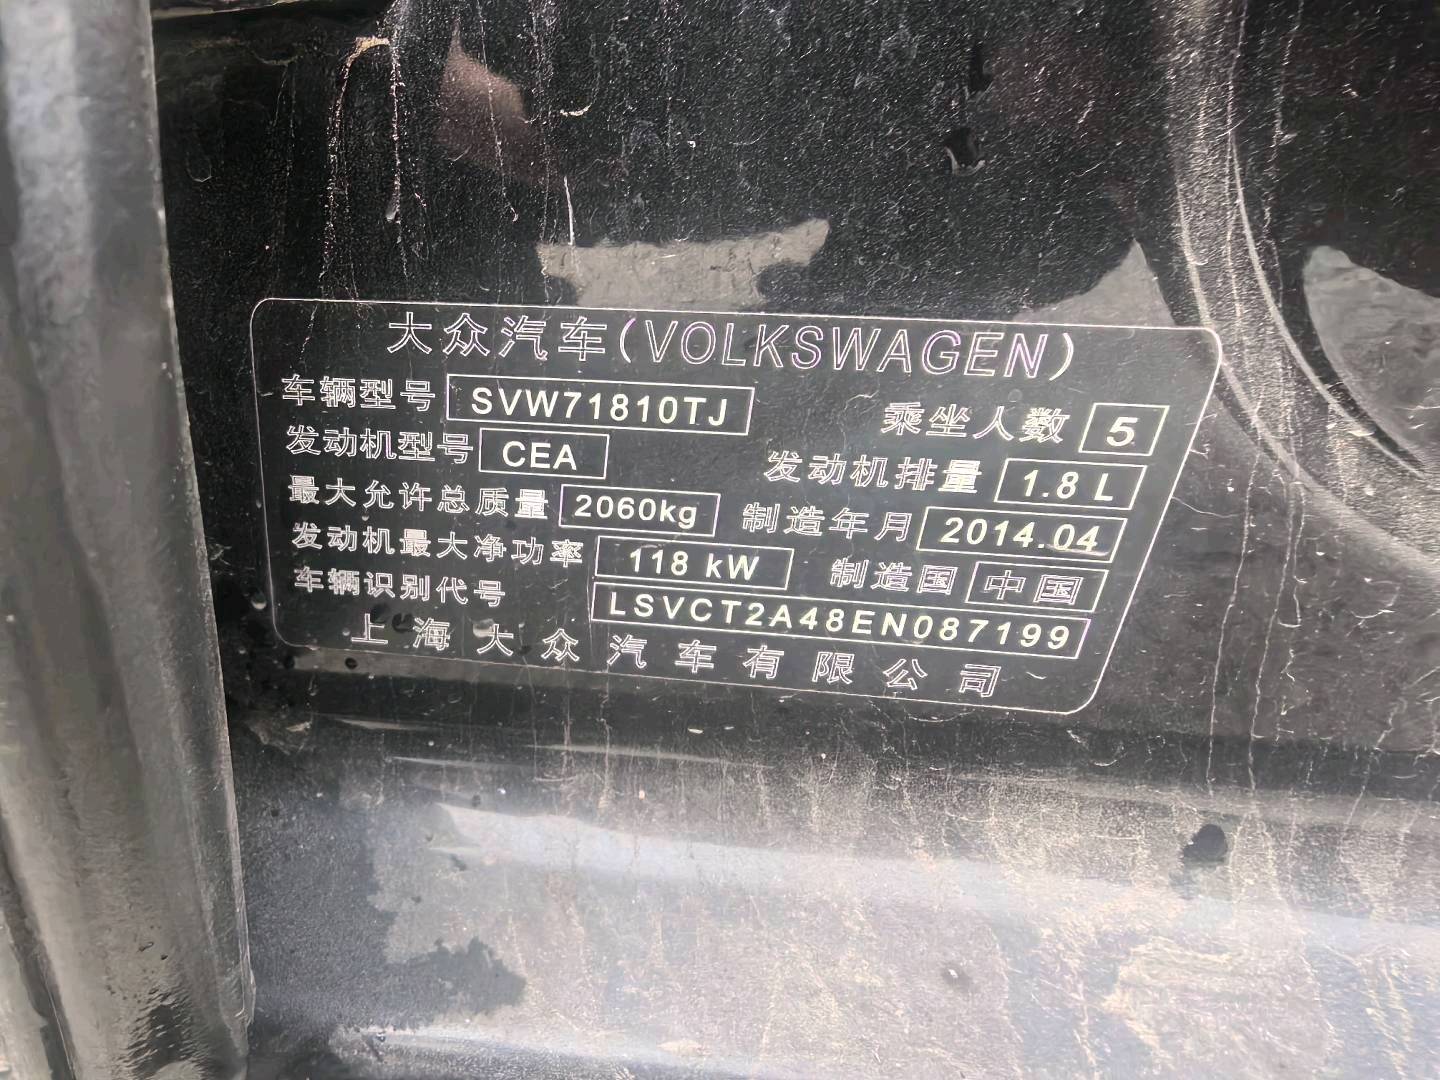 大众汽车(VOLKSWAGEN)
车辆型号 SVW71810TJ 乘坐人数 5
发动机型号 CEA 发动机排量 1.8 L
最大允许总质量 2060kg 制造年月 2014.04
发动机最大净功率 118 kW 制造国 中国
车辆识别代号 LSVCT2A48EN087199
上海大众汽车有限公司